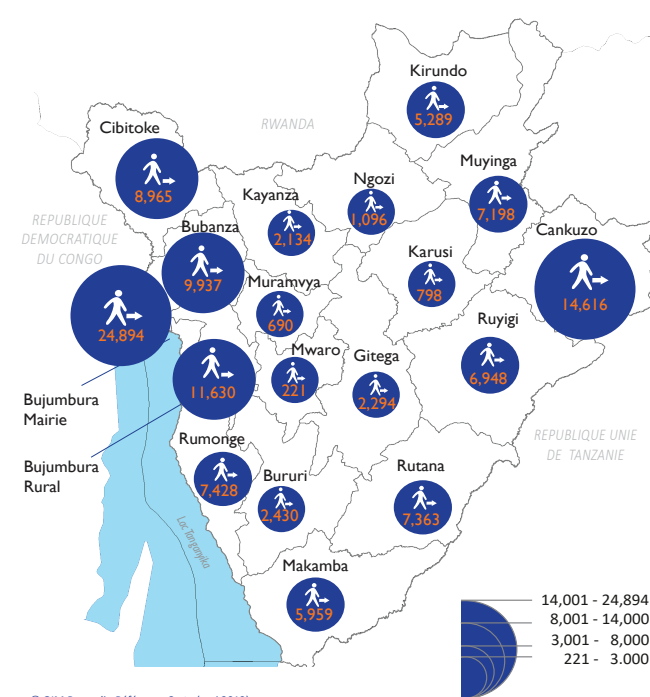 Kirundo
5,289
Cibitoke
8,965
RWANDA
Muyinga
7,198
Ngozi
1,096
Kayanza
2,134
REPUBLIQUE
DEMOCRATIQUE
DU CONGO
Bubanza
9,937
Cankuzo
14,616
Karusi
798
Muramvya
690
24,894
Ruyigi
6,948
Mwaro
221
Gitega
2,294
11,630
Bujumbura
Mairie
Bujumbura
Rural
REPUBLIQUE UNIE
DE TANZANIE
Rumonge
7,428
Bururi
2,430
Rutana
7,363
Lac Tanganyika
Makamba
5,959
14,001 - 24,894
8,001 - 14,000
3,001 - 8,000
221 - 3.000